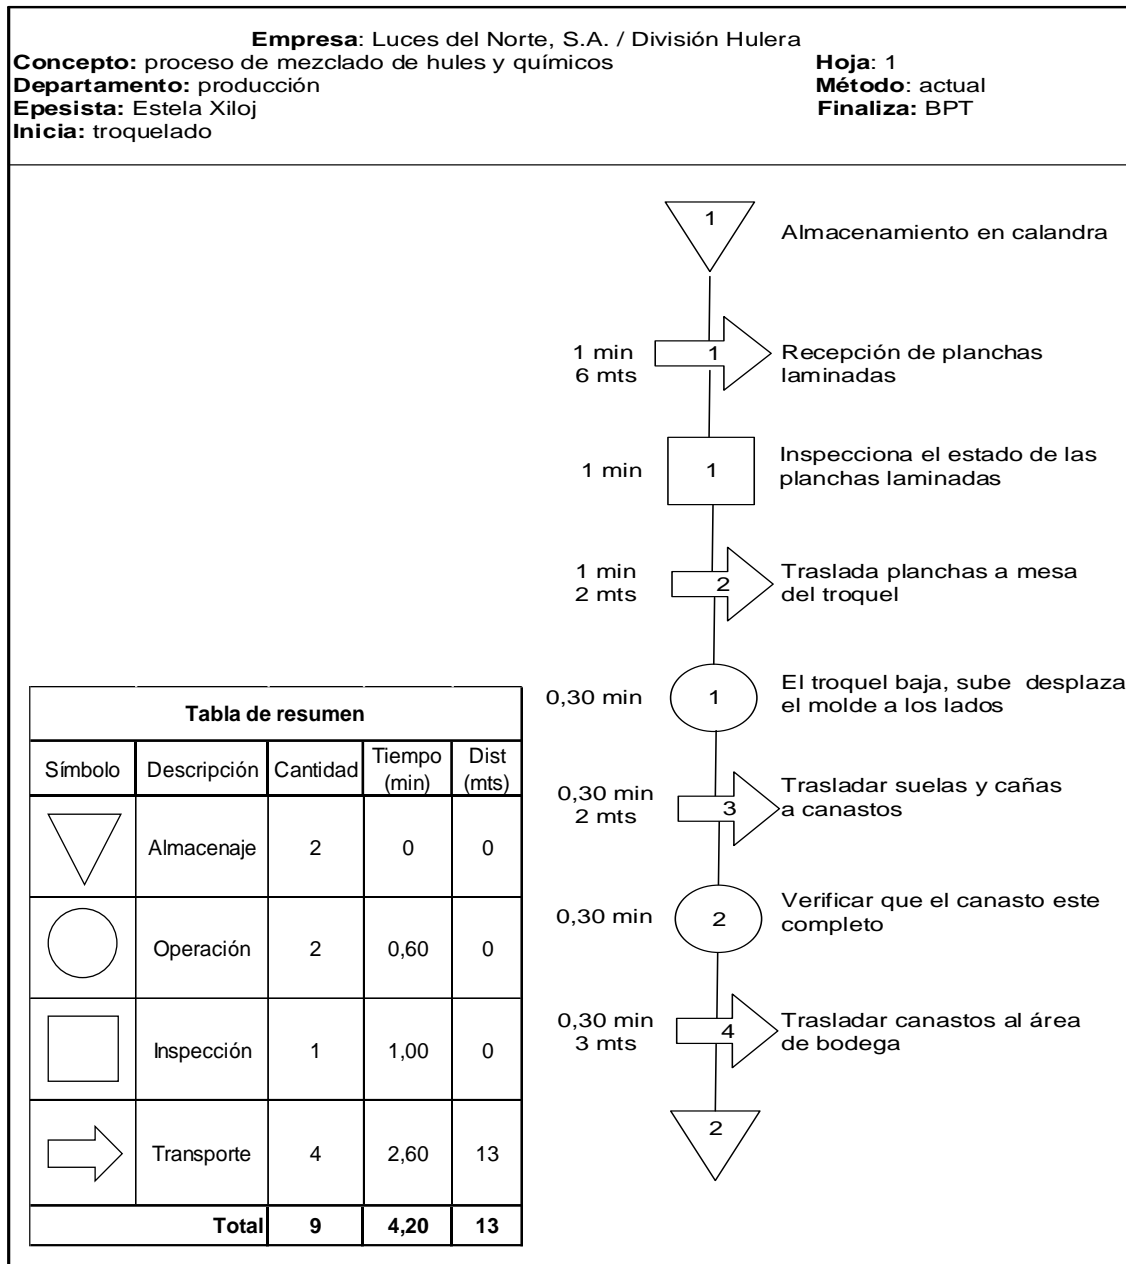 Empresa: Luces del Norte, S.A. / División Hulera
Concepto: proceso de mezclado de hules y químicos
Hoja: 1
Departamento: producción
Método: actual
Epesista: Estela Xiloj
Finaliza: BPT
Inicia: troquelado
1
Almacenamiento en calandra
1 min
6 mts
1
Recepción de planchas
laminadas
1 min
1
Inspecciona el estado de las
planchas laminadas
1 min
2 mts
2
Traslada planchas a mesa
del troquel
0,30 min
1
El troquel baja, sube desplaza
el molde a los lados
0,30 min
2 mts
3
Trasladar suelas y cañas
a canastos
0,30 min
2
Verificar que el canasto este
completo
0,30 min
3 mts
4
Trasladar canastos al área
de bodega
2
Tabla de resumen
Símbolo Descripción Cantidad Tiempo (min) Dist (mts)
Almacenaje 2 0 0
Operación 2 0,60 0
Inspección 1 1,00 0
Transporte 4 2,60 13
Total 9 4,20 13